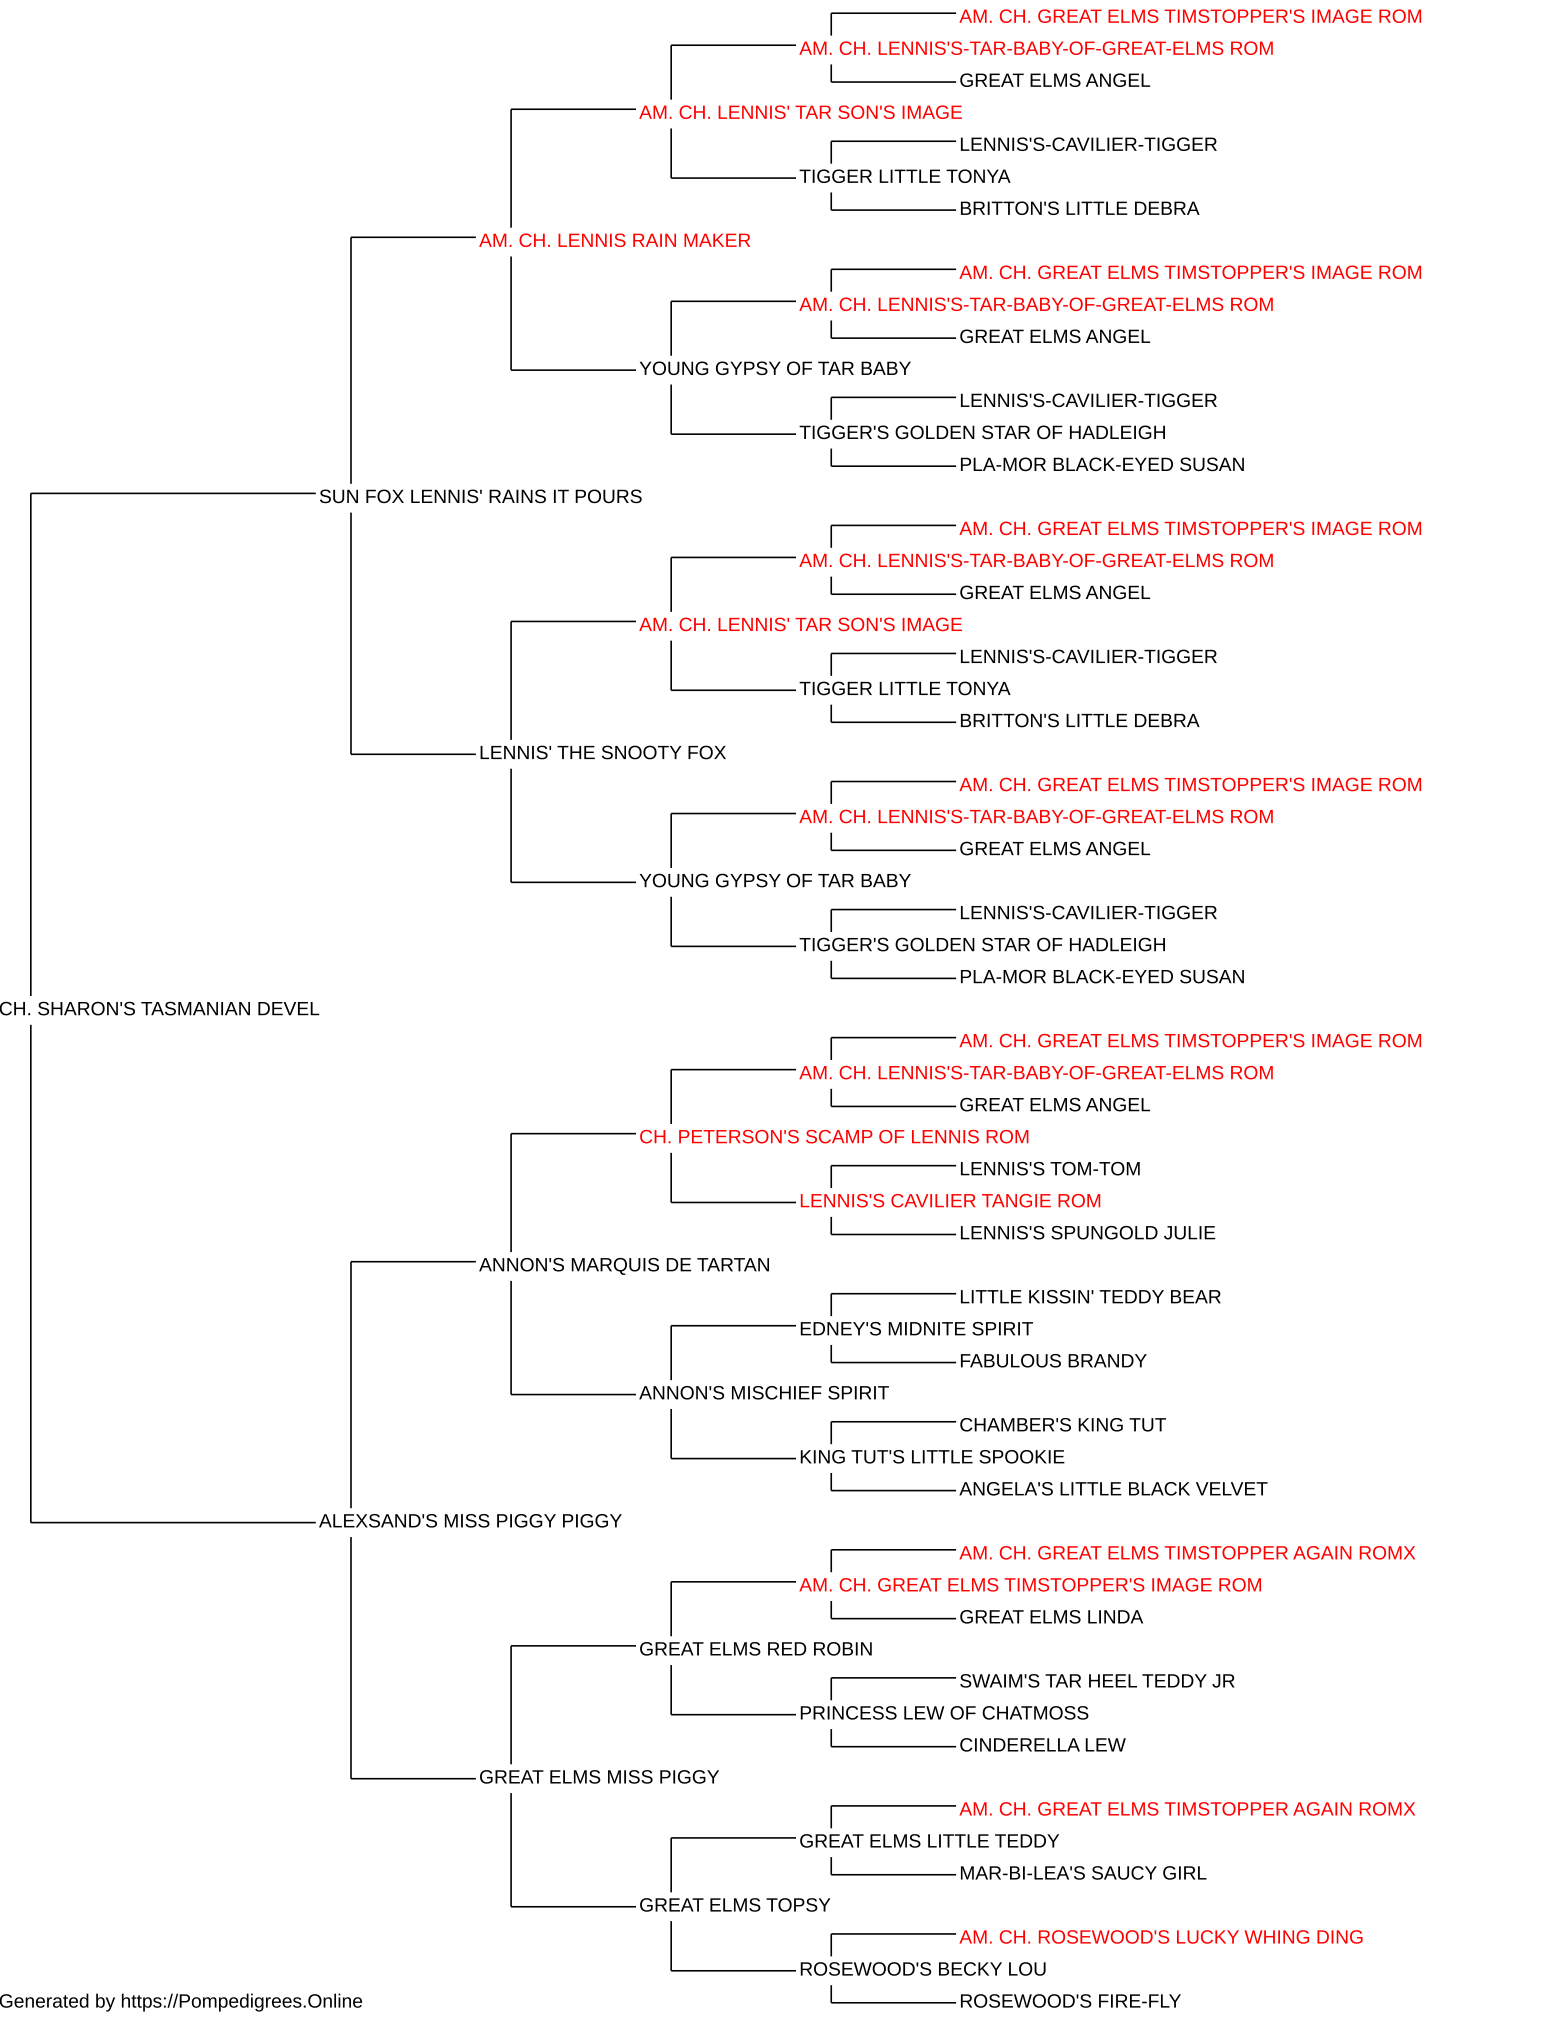 AM. CH. GREAT ELMS TIMSTOPPER'S IMAGE ROM
AM. CH. LENNIS'S-TAR-BABY-OF-GREAT-ELMS ROM
GREAT ELMS ANGEL
AM. CH. LENNIS' TAR SON'S IMAGE
LENNIS'S-CAVILIER-TIGGER
TIGGER LITTLE TONYA
BRITTON'S LITTLE DEBRA
AM. CH. LENNIS RAIN MAKER
AM. CH. GREAT ELMS TIMSTOPPER'S IMAGE ROM
AM. CH. LENNIS'S-TAR-BABY-OF-GREAT-ELMS ROM
GREAT ELMS ANGEL
YOUNG GYPSY OF TAR BABY
LENNIS'S-CAVILIER-TIGGER
TIGGER'S GOLDEN STAR OF HADLEIGH
PLA-MOR BLACK-EYED SUSAN
SUN FOX LENNIS' RAINS IT POURS
AM. CH. GREAT ELMS TIMSTOPPER'S IMAGE ROM
AM. CH. LENNIS'S-TAR-BABY-OF-GREAT-ELMS ROM
GREAT ELMS ANGEL
AM. CH. LENNIS' TAR SON'S IMAGE
LENNIS'S-CAVILIER-TIGGER
TIGGER LITTLE TONYA
BRITTON'S LITTLE DEBRA
LENNIS' THE SNOOTY FOX
AM. CH. GREAT ELMS TIMSTOPPER'S IMAGE ROM
AM. CH. LENNIS'S-TAR-BABY-OF-GREAT-ELMS ROM
GREAT ELMS ANGEL
YOUNG GYPSY OF TAR BABY
LENNIS'S-CAVILIER-TIGGER
TIGGER'S GOLDEN STAR OF HADLEIGH
PLA-MOR BLACK-EYED SUSAN
CH. SHARON'S TASMANIAN DEVEL
AM. CH. GREAT ELMS TIMSTOPPER'S IMAGE ROM
AM. CH. LENNIS'S-TAR-BABY-OF-GREAT-ELMS ROM
GREAT ELMS ANGEL
CH. PETERSON'S SCAMP OF LENNIS ROM
LENNIS'S TOM-TOM
LENNIS'S CAVILIER TANGIE ROM
LENNIS'S SPUNGOLD JULIE
ANNON'S MARQUIS DE TARTAN
LITTLE KISSIN' TEDDY BEAR
EDNEY'S MIDNITE SPIRIT
FABULOUS BRANDY
ANNON'S MISCHIEF SPIRIT
CHAMBER'S KING TUT
KING TUT'S LITTLE SPOOKIE
ANGELA'S LITTLE BLACK VELVET
ALEXSAND'S MISS PIGGY PIGGY
AM. CH. GREAT ELMS TIMSTOPPER AGAIN ROMX
AM. CH. GREAT ELMS TIMSTOPPER'S IMAGE ROM
GREAT ELMS LINDA
GREAT ELMS RED ROBIN
SWAIM'S TAR HEEL TEDDY JR
PRINCESS LEW OF CHATMOSS
CINDERELLA LEW
GREAT ELMS MISS PIGGY
AM. CH. GREAT ELMS TIMSTOPPER AGAIN ROMX
GREAT ELMS LITTLE TEDDY
MAR-BI-LEA'S SAUCY GIRL
GREAT ELMS TOPSY
AM. CH. ROSEWOOD'S LUCKY WHING DING
ROSEWOOD'S BECKY LOU
ROSEWOOD'S FIRE-FLY
Generated by https://Pompedigrees.Online